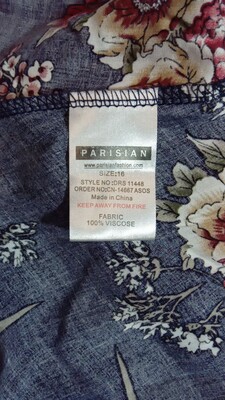 PARISIAN
www.parisianfashion.com
SIZE:16
STYLE NO :DRS 11448
ORDER NO:CN-14667 ASOS
Made in China
KEEP AWAY FROM FIRE
FABRIC
100% VISCOSE